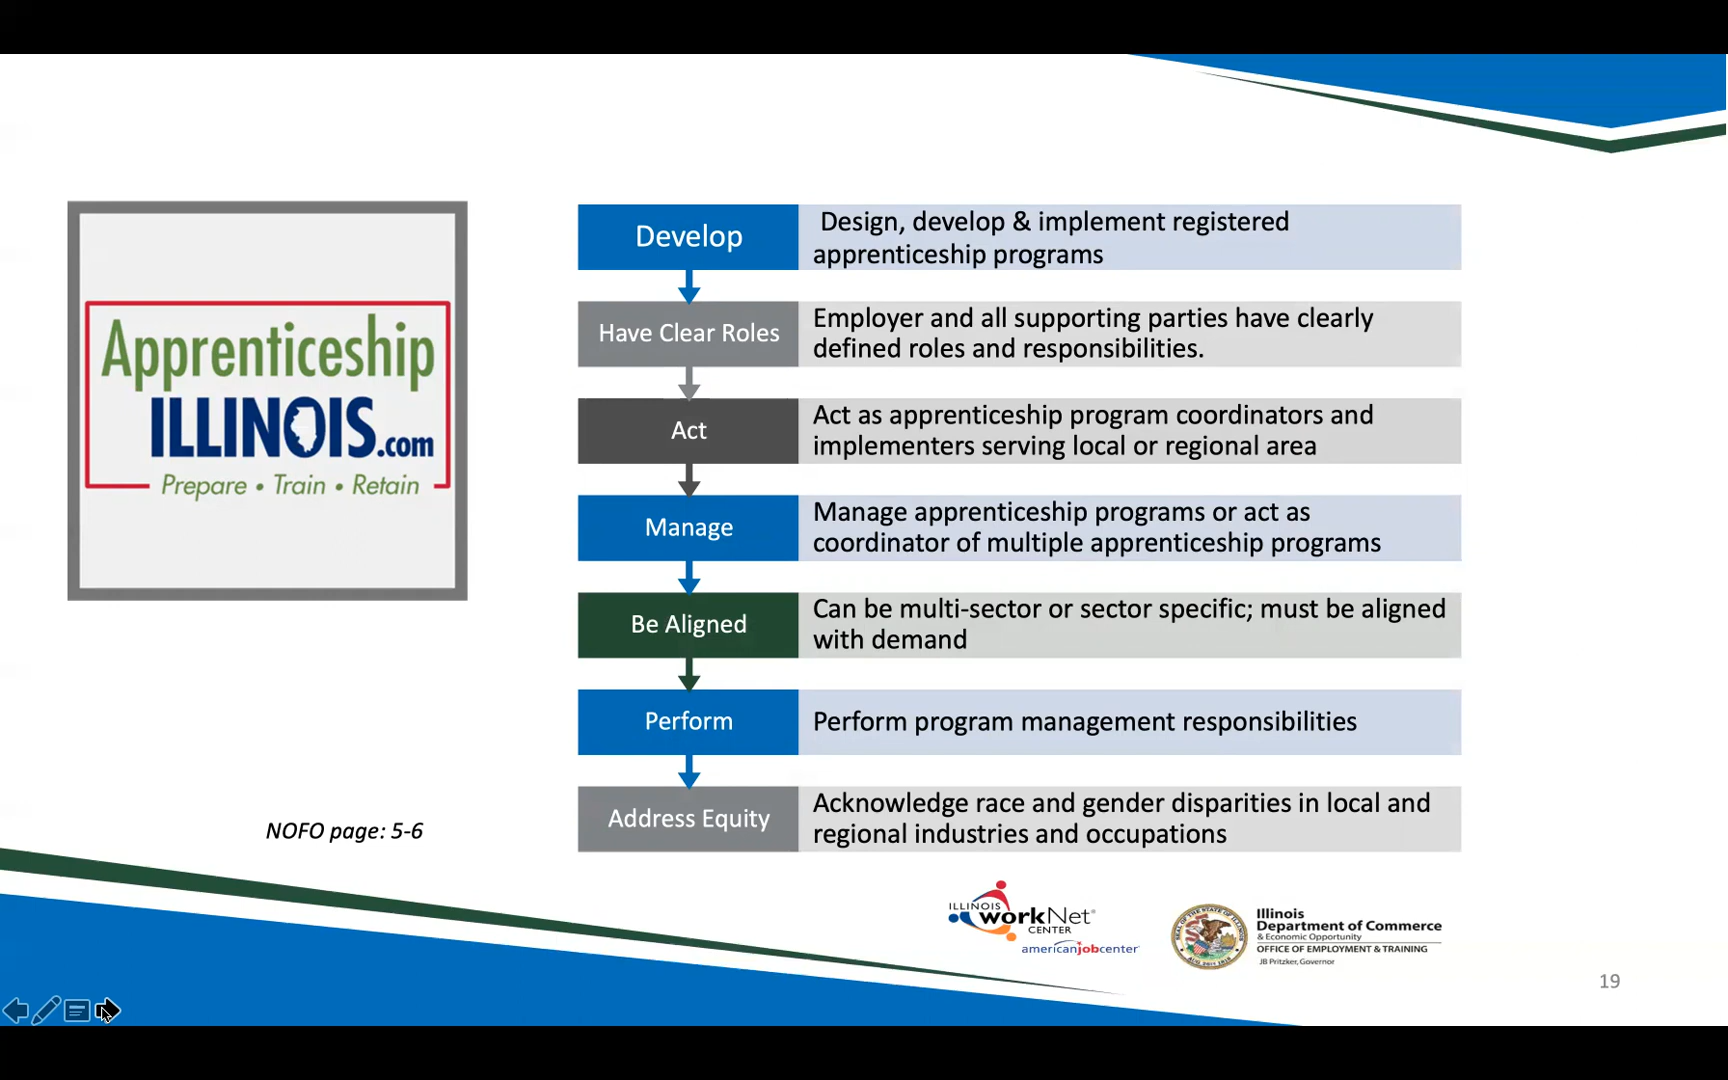 Apprenticeship
ILLINOIS.com
Prepare • Train • Retain
Develop
Design, develop & implement registered
apprenticeship programs
Have Clear Roles
Employer and all supporting parties have clearly
defined roles and responsibilities.
Act
Act as apprenticeship program coordinators and
implementers serving local or regional area
Manage
Manage apprenticeship programs or act as
coordinator of multiple apprenticeship programs
Be Aligned
Can be multi-sector or sector specific; must be aligned
with demand
Perform
Perform program management responsibilities
Address Equity
Acknowledge race and gender disparities in local and
regional industries and occupations
NOFO page: 5-6
ILLINOIS
workNet®
CENTER
americanjobcenter
Illinois
Department of Commerce
& Economic Opportunity
OFFICE OF EMPLOYMENT & TRAINING
JB Pritzker, Governor
19